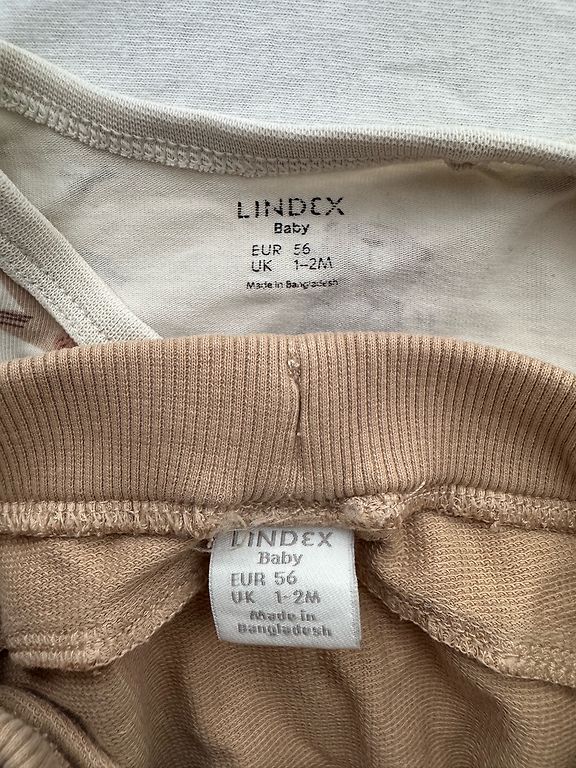 LINDEX
Baby
EUR 56
UK 1-2M
Made in Bangladesh
LINDEX
Baby
EUR 56
UK 1-2M
Made in
Bangladesh